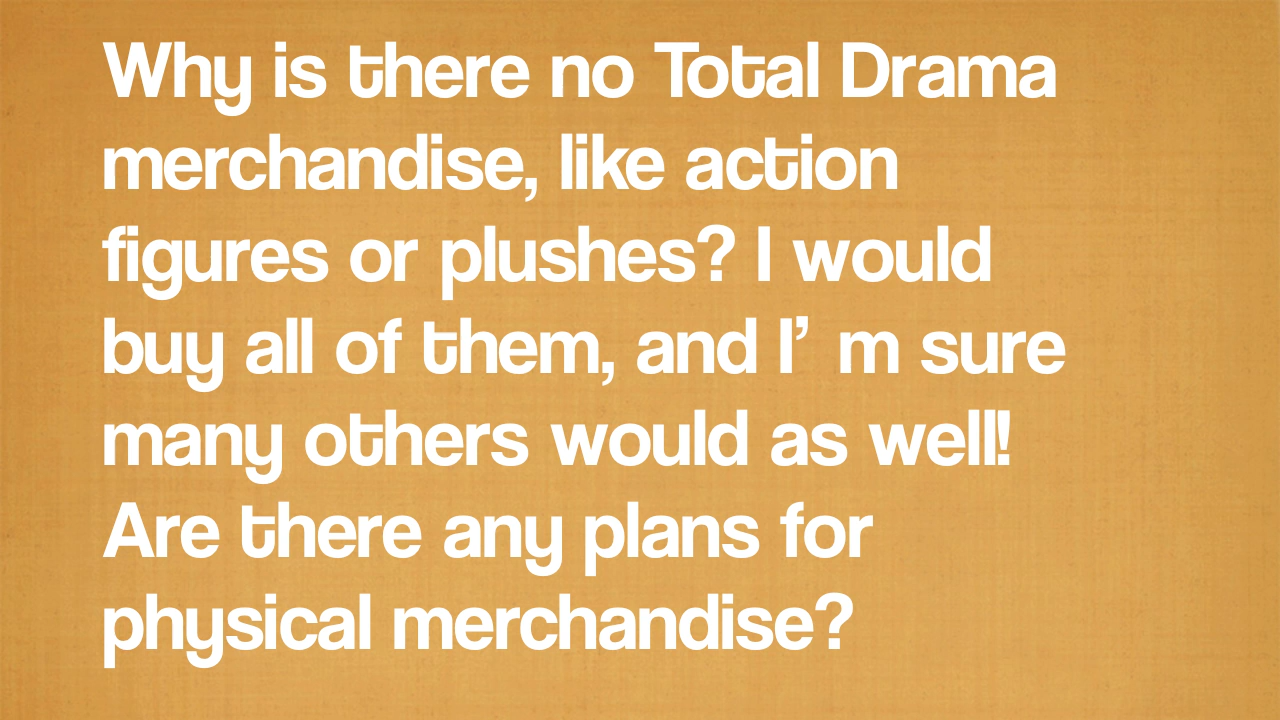 Why is there no Total Drama
merchandise, like action
figures or plushes? I would
buy all of them, and I’ m sure
many others would as well!
Are there any plans for
physical merchandise?